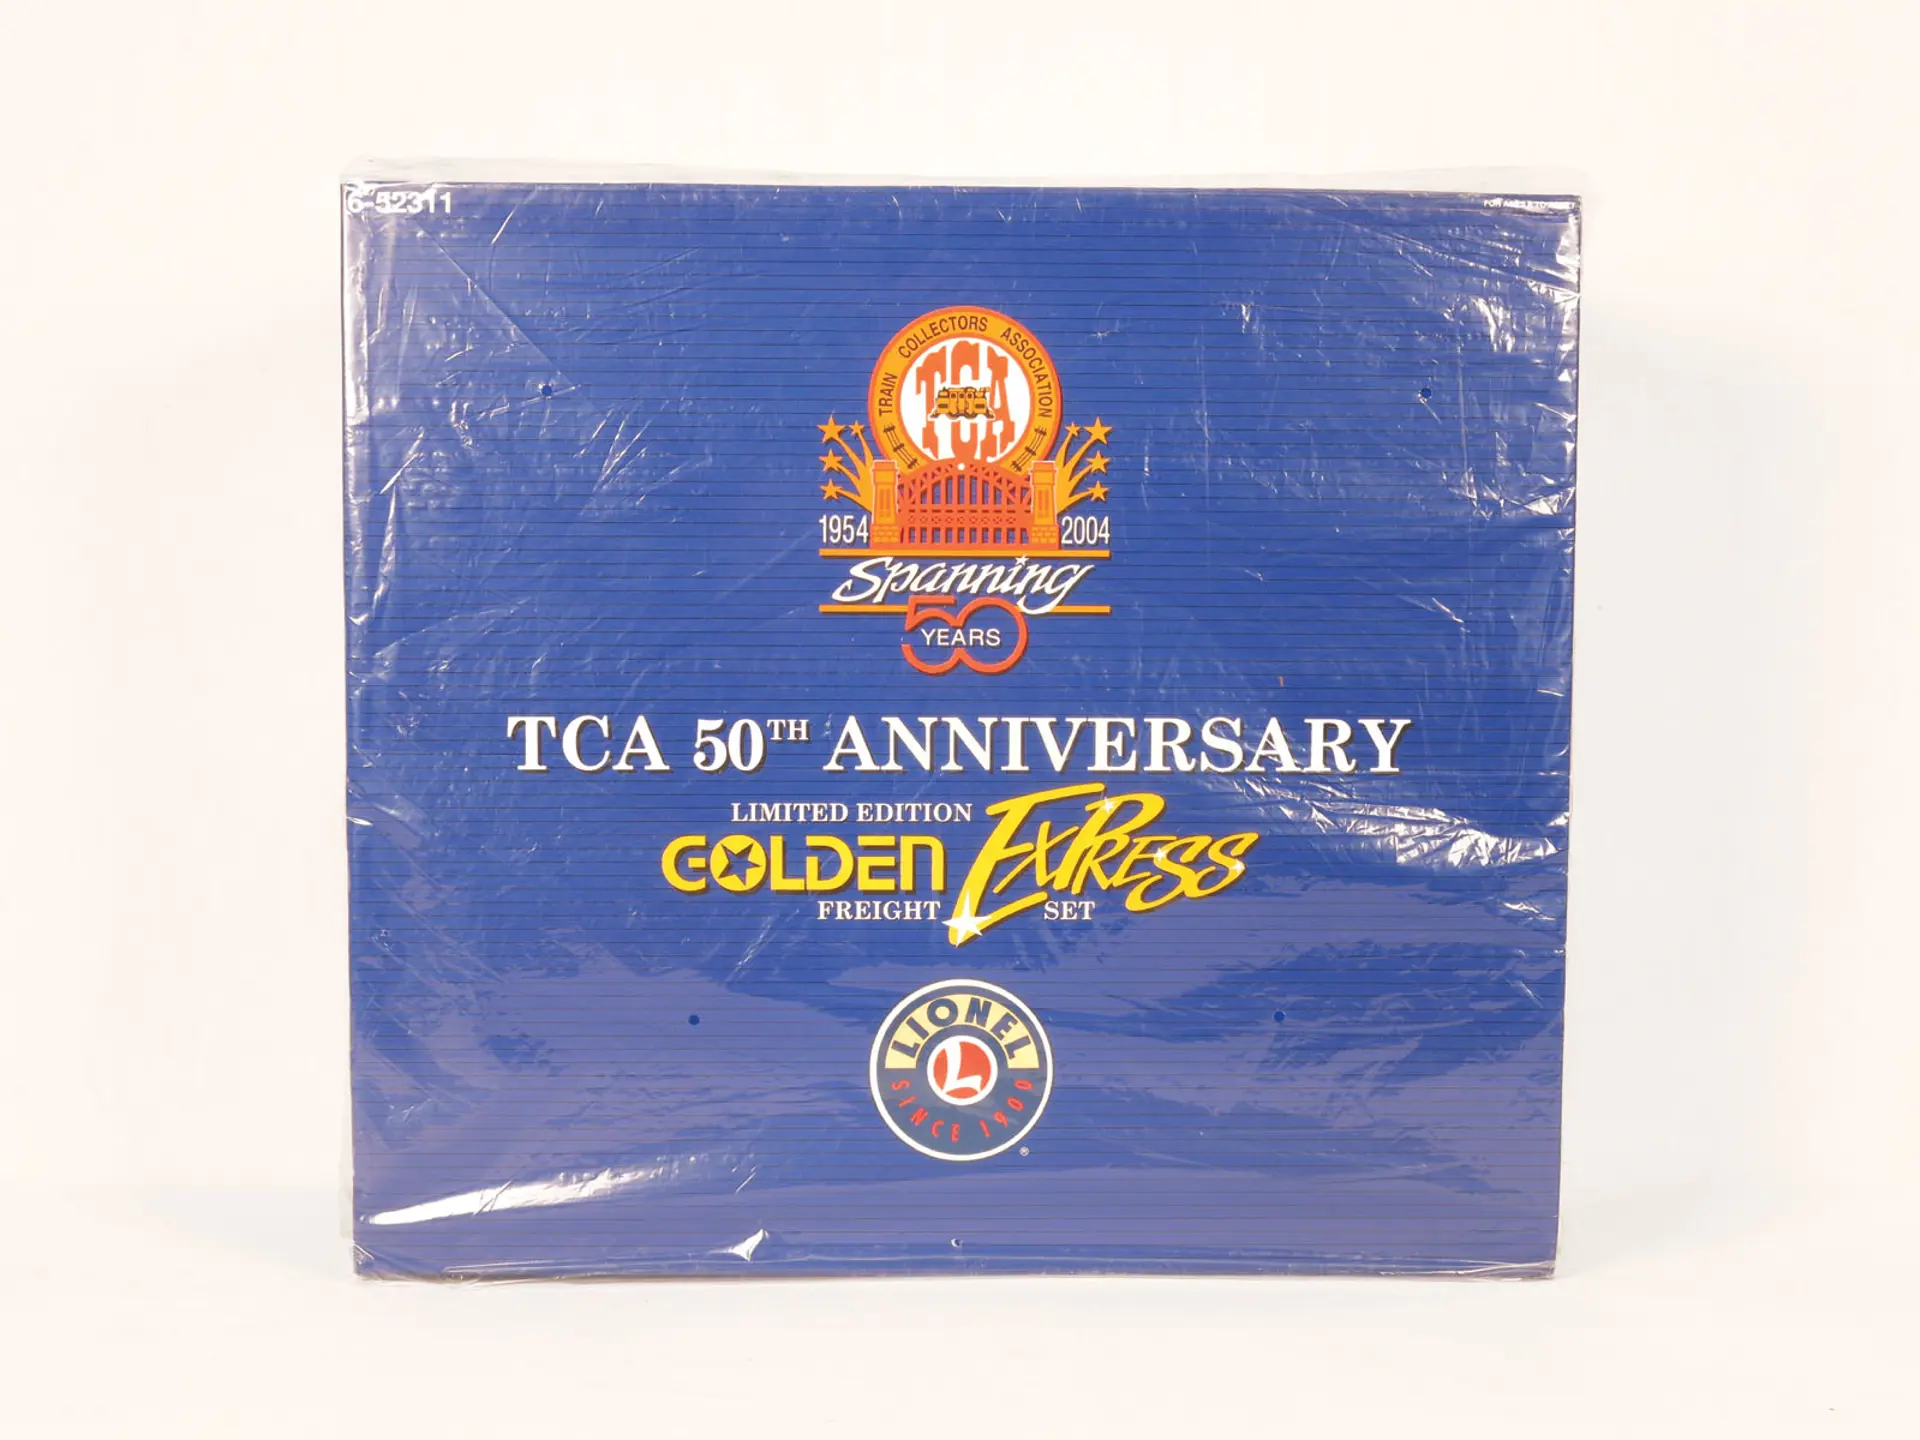 6-52311
TRAIN COLLECTORS ASSOCIATION
TCA
1954 2004
Spanning
50
YEARS
TCA 50TH ANNIVERSARY
LIMITED EDITION
GOLDEN EXPRESS
FREIGHT SET
LIONEL
L
SINCE 1900
®